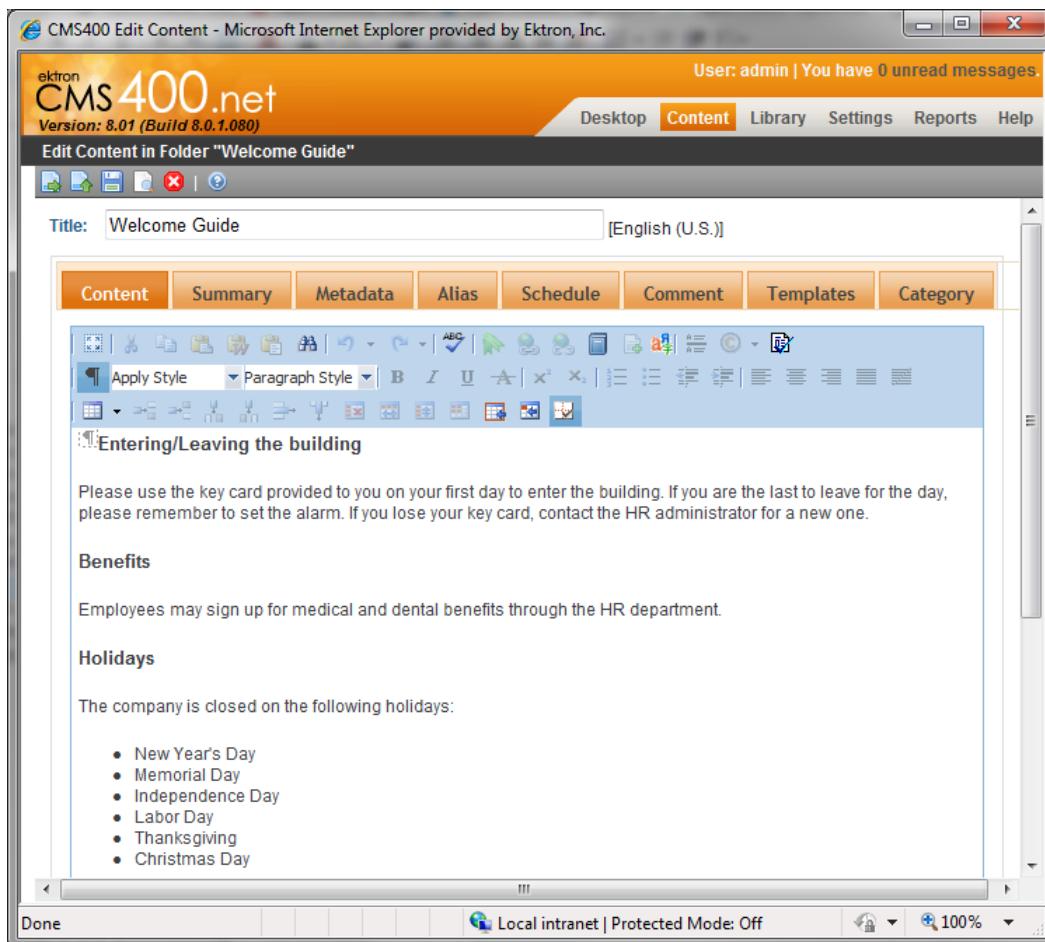 CMS400 Edit Content - Microsoft Internet Explorer provided by Ektron, Inc.
User: admin | You have 0 unread messages.
ektron
CMS400.net
Version: 8.01 (Build 8.0.1.080)
Desktop Content Library Settings Reports Help
Edit Content in Folder "Welcome Guide"
Title: Welcome Guide [English (U.S.)]
Content Summary Metadata Alias Schedule Comment Templates Category
ABC
¶ Apply Style Paragraph Style B I U A x² x₂
¶Entering/Leaving the building
Please use the key card provided to you on your first day to enter the building. If you are the last to leave for the day,
please remember to set the alarm. If you lose your key card, contact the HR administrator for a new one.
Benefits
Employees may sign up for medical and dental benefits through the HR department.
Holidays
The company is closed on the following holidays:
● New Year's Day
● Memorial Day
● Independence Day
● Labor Day
● Thanksgiving
● Christmas Day
Done Local intranet | Protected Mode: Off 100%